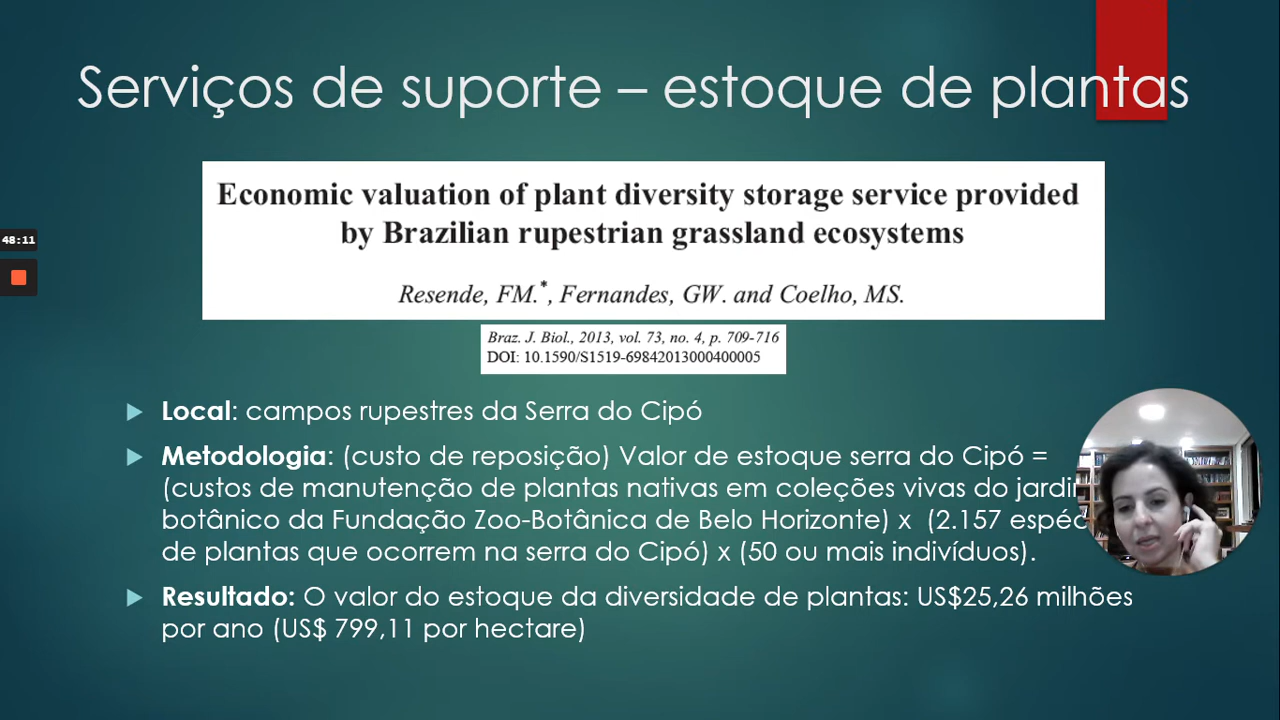 Serviços de suporte – estoque de plantas
Economic valuation of plant diversity storage service provided
by Brazilian rupestrian grassland ecosystems
Resende, FM.*, Fernandes, GW. and Coelho, MS.
48:11
Braz. J. Biol., 2013, vol. 73, no. 4, p. 709-716
DOI: 10.1590/S1519-69842013000400005
Local: campos rupestres da Serra do Cipó
Metodologia: (custo de reposição) Valor de estoque serra do Cipó =
(custos de manutenção de plantas nativas em coleções vivas do
botânico da Fundação Zoo-Botânica de Belo Horizonte) x (2.157
de plantas que ocorrem na serra do Cipó) x (50 ou mais indivíduos).
Resultado: O valor do estoque da diversidade de plantas: US$25,26 milhões
por ano (US$ 799,11 por hectare)